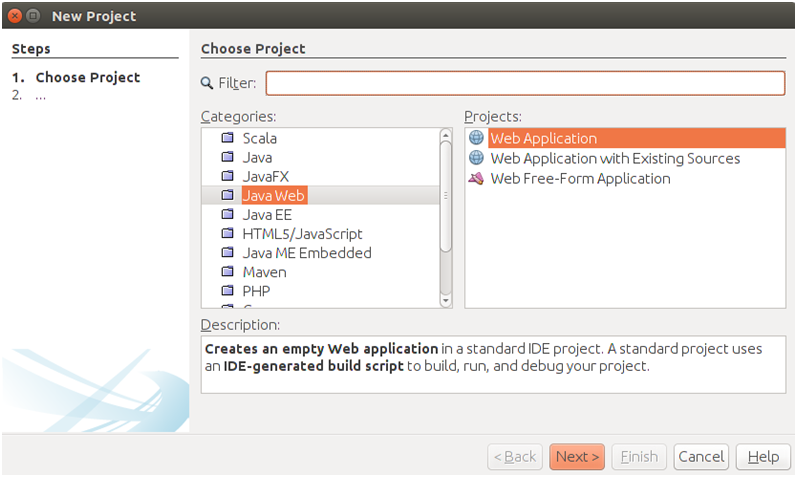 New Project
Steps
1. Choose Project
2. ...
Choose Project
Filter:
Categories:
Scala
Java
JavaFX
Java Web
Java EE
HTML5/JavaScript
Java ME Embedded
Maven
PHP
Projects:
Web Application
Web Application with Existing Sources
Web Free-Form Application
Description:
Creates an empty Web application in a standard IDE project. A standard project uses
an IDE-generated build script to build, run, and debug your project.
< Back
Next >
Finish
Cancel
Help